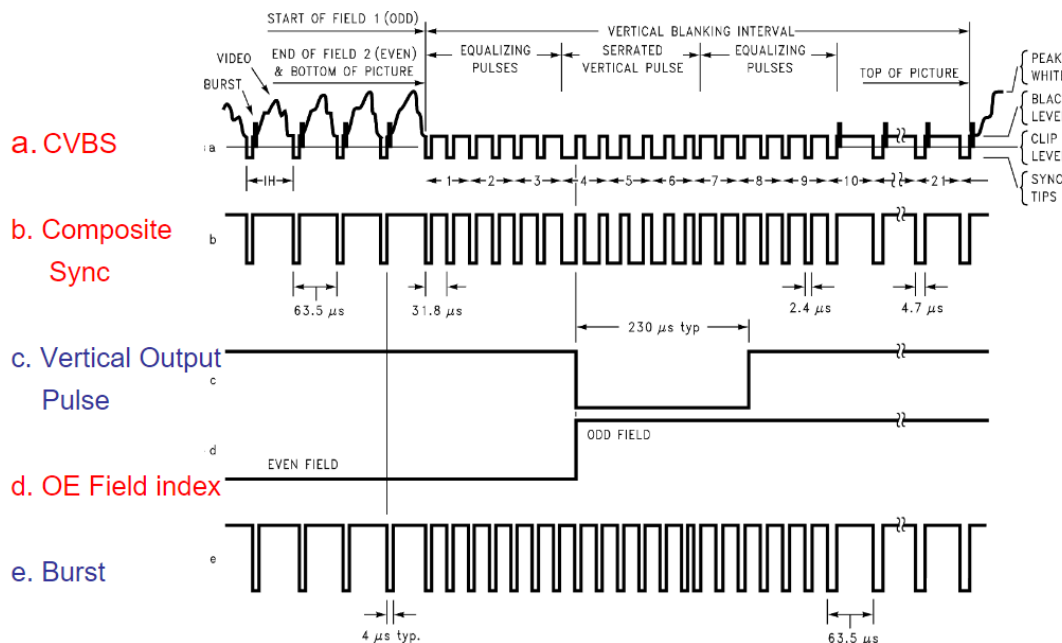 START OF FIELD 1 (ODD)
VERTICAL BLANKING INTERVAL
VIDEO
BURST
END OF FIELD 2 (EVEN)
& BOTTOM OF PICTURE
EQUALIZING
PULSES
SERRATED
VERTICAL PULSE
EQUALIZING
PULSES
TOP OF PICTURE
PEAK
WHITE
BLAC
LEVE
CLIP
LEVE
SYNC
TIPS
a. CVBS
a
1H
1 2 3 4 5 6 7 8 9 10 21
b. Composite
Sync
b
63.5 µs
31.8 µs
2.4 µs
4.7 µs
230 µs typ
c. Vertical Output
Pulse
c
d
ODD FIELD
EVEN FIELD
d. OE Field index
e. Burst
e
4 µs typ.
63.5 µs